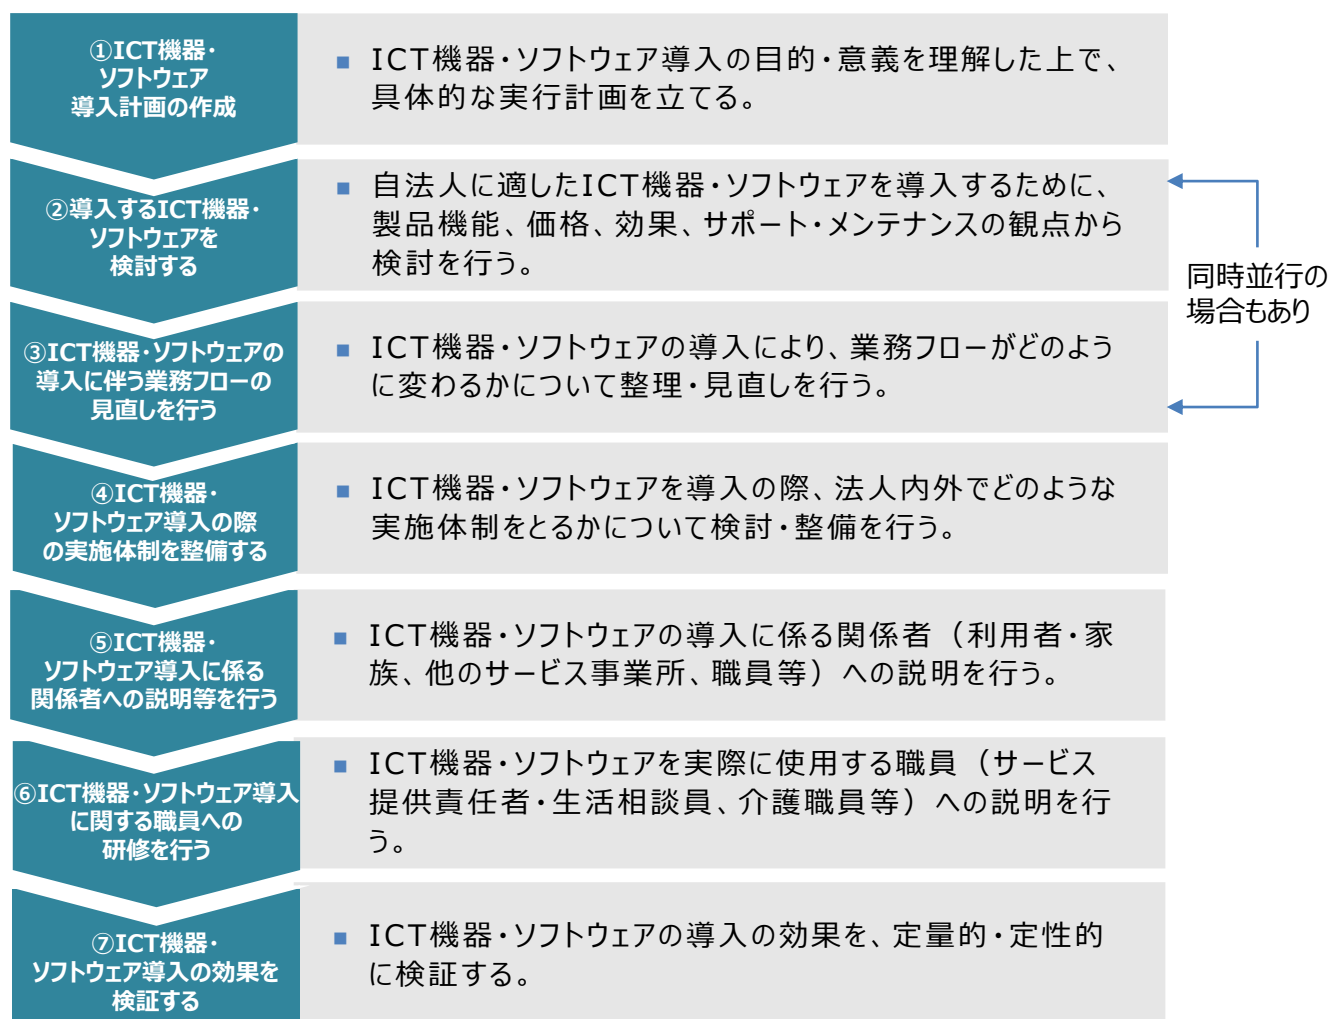 ①ICT機器・
ソフトウェア
導入計画の作成
■ ICT機器・ソフトウェア導入の目的・意義を理解した上で、
具体的な実行計画を立てる。
②導入するICT機器・
ソフトウェアを
検討する
■ 自法人に適したICT機器・ソフトウェアを導入するために、
製品機能、価格、効果、サポート・メンテナンスの観点から
検討を行う。
③ICT機器・ソフトウェアの
導入に伴う業務フローの
見直しを行う
■ ICT機器・ソフトウェアの導入により、業務フローがどのよう
に変わるかについて整理・見直しを行う。
同時並行の
場合もあり
④ICT機器・
ソフトウェア導入の際
の実施体制を整備する
■ ICT機器・ソフトウェアを導入の際、法人内外でどのような
実施体制をとるかについて検討・整備を行う。
⑤ICT機器・
ソフトウェア導入に係る
関係者への説明等を行う
■ ICT機器・ソフトウェアの導入に係る関係者（利用者・家
族、他のサービス事業所、職員等）への説明を行う。
⑥ICT機器・ソフトウェア導入
に関する職員への
研修を行う
■ ICT機器・ソフトウェアを実際に使用する職員（サービス
提供責任者・生活相談員、介護職員等）への説明を行
う。
⑦ICT機器・
ソフトウェア導入の効果を
検証する
■ ICT機器・ソフトウェアの導入の効果を、定量的・定性的
に検証する。